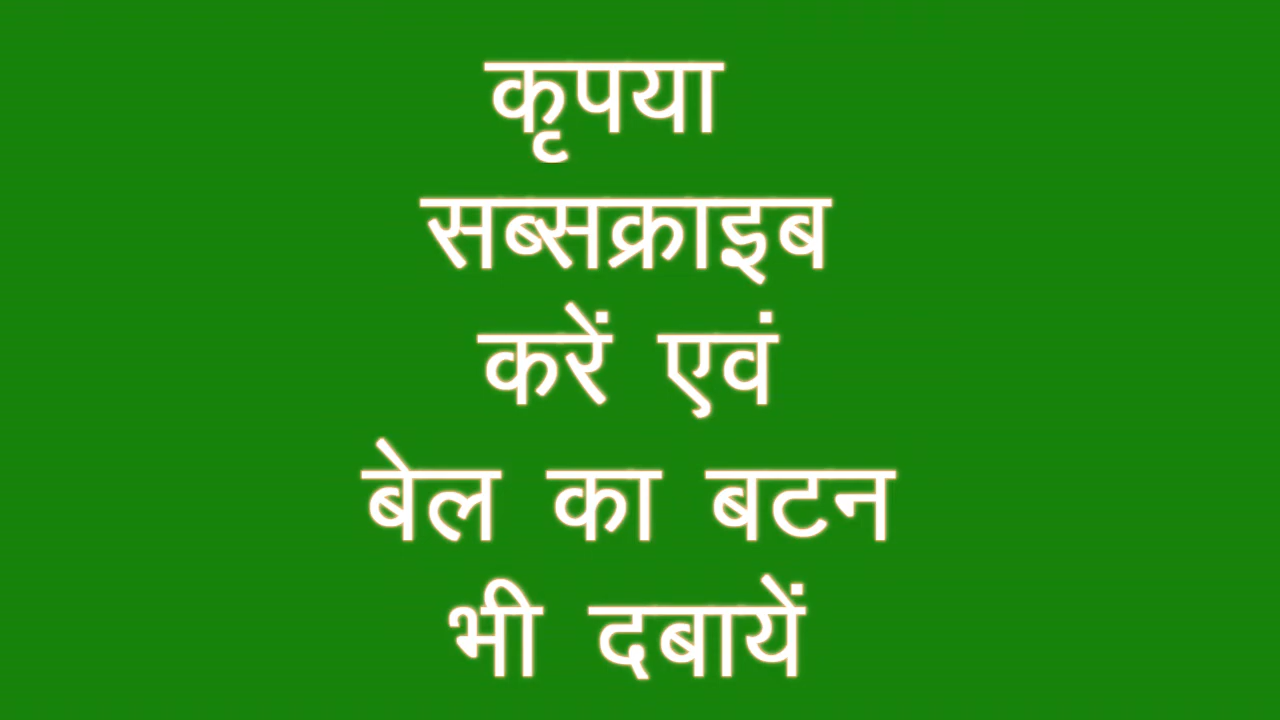 कृपया
सब्सक्राइब
करें एवं
बेल का बटन
भी दबायें